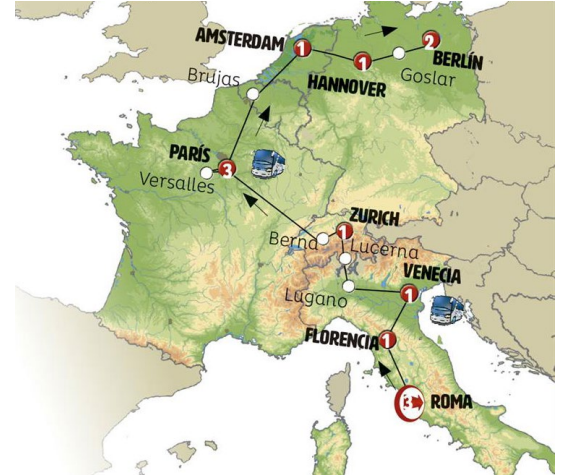 AMSTERDAM
1
1
2
BERLÍN
Goslar
HANNOVER
Brujas
PARÍS
3
Versalles
ZURICH
1
Berna
Lucerna
VENECIA
1
Lugano
FLORENCIA
1
3
ROMA